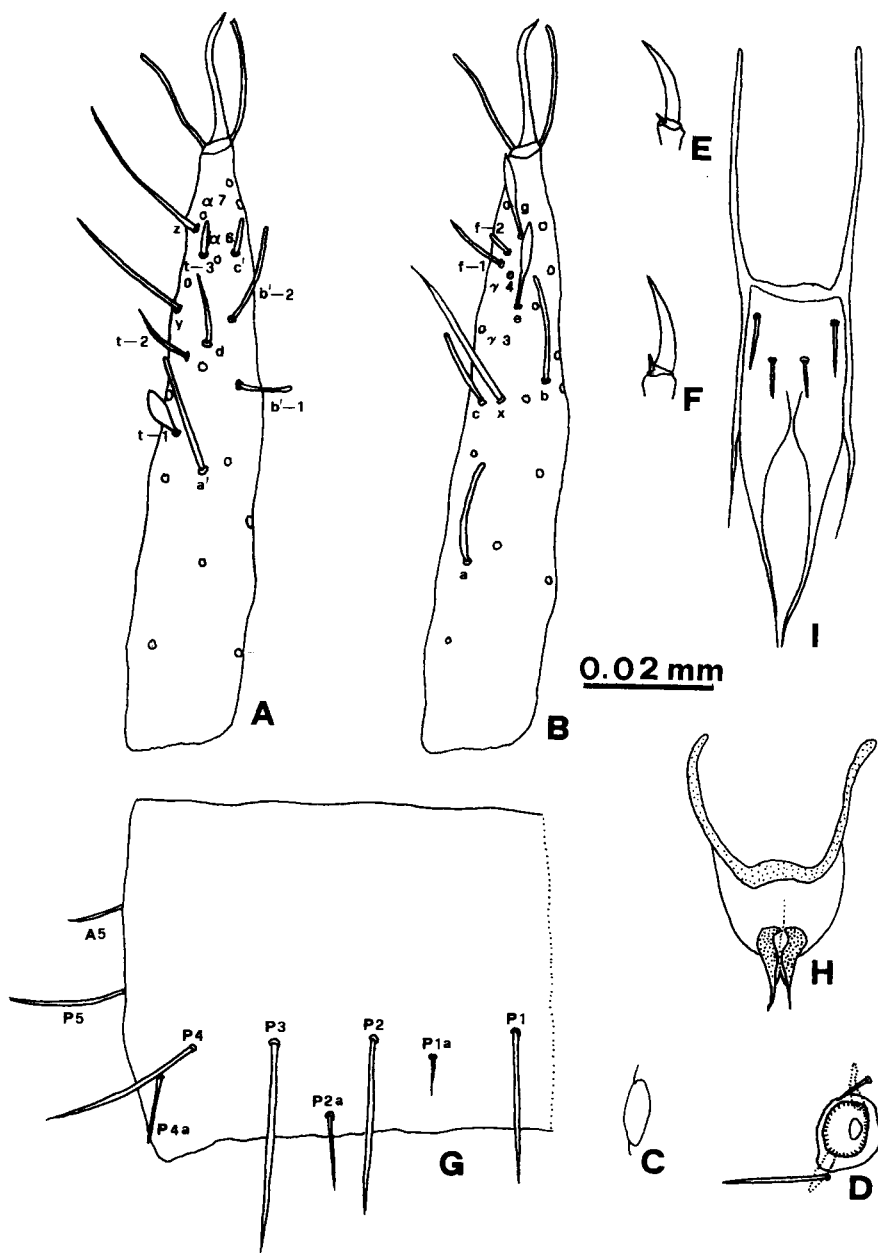 α7
z
α6
t-3
c'
b'-2
y
t-2
d
b'-1
t-1
a'
A
g
f-2
f-1
γ4
e
γ3
b
c
x
a
B
E
F
I
0.02 mm
A5
P5
P4
P4a
P3
P2a
P2
P1a
P1
G
C
H
D